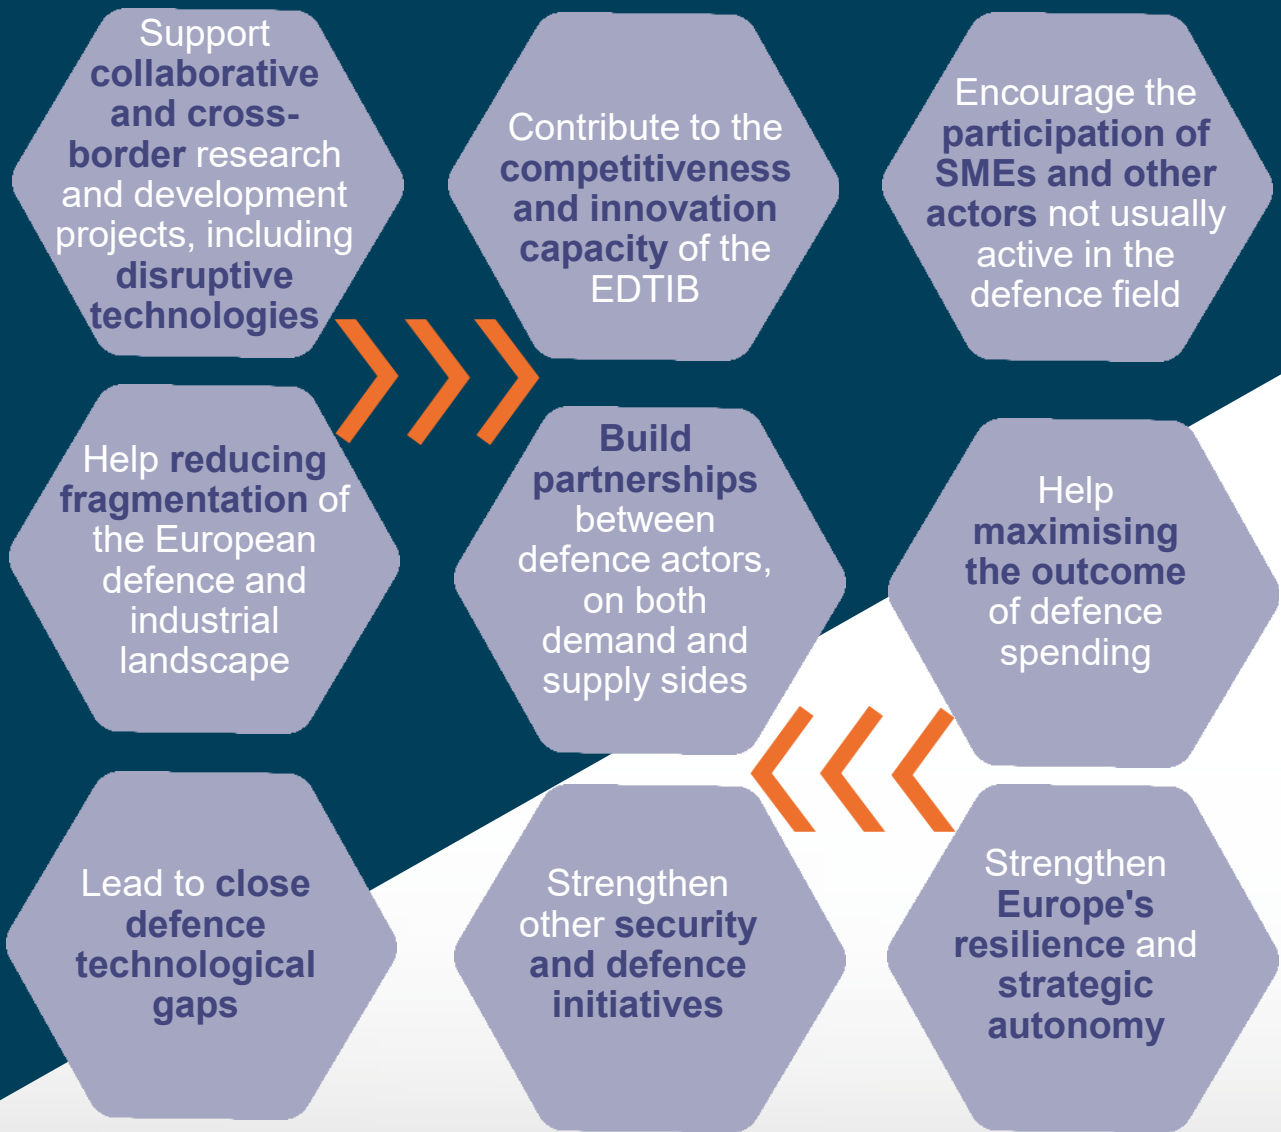 Support
collaborative
and cross-
border research
and development
projects, including
disruptive
technologies
Contribute to the
competitiveness
and innovation
capacity of the
EDTIB
Encourage the
participation of
SMEs and other
actors not usually
active in the
defence field
Help reducing
fragmentation of
the European
defence and
industrial
landscape
Build
partnerships
between
defence actors,
on both
demand and
supply sides
Help
maximising
the outcome
of defence
spending
Lead to close
defence
technological
gaps
Strengthen
other security
and defence
initiatives
Strengthen
Europe's
resilience and
strategic
autonomy